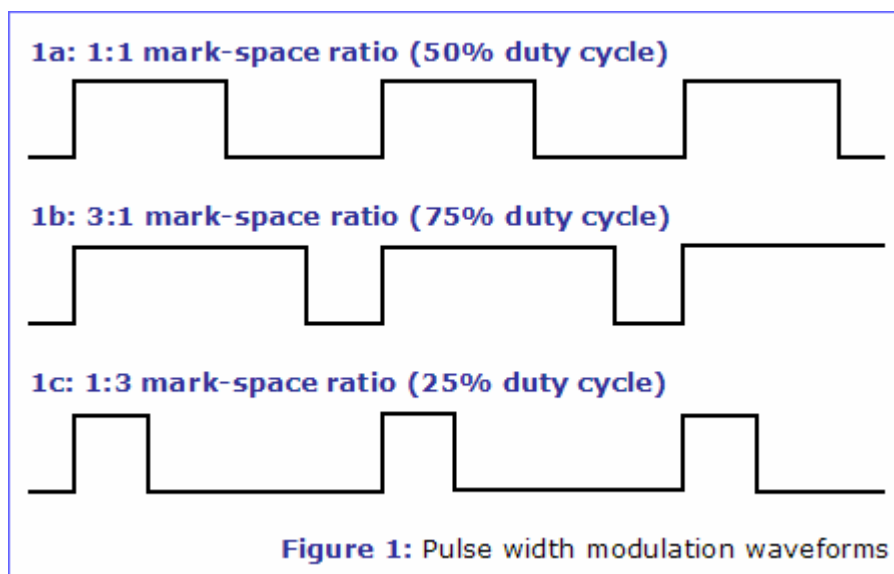 1a: 1:1 mark-space ratio (50% duty cycle)
1b: 3:1 mark-space ratio (75% duty cycle)
1c: 1:3 mark-space ratio (25% duty cycle)
Figure 1: Pulse width modulation waveforms